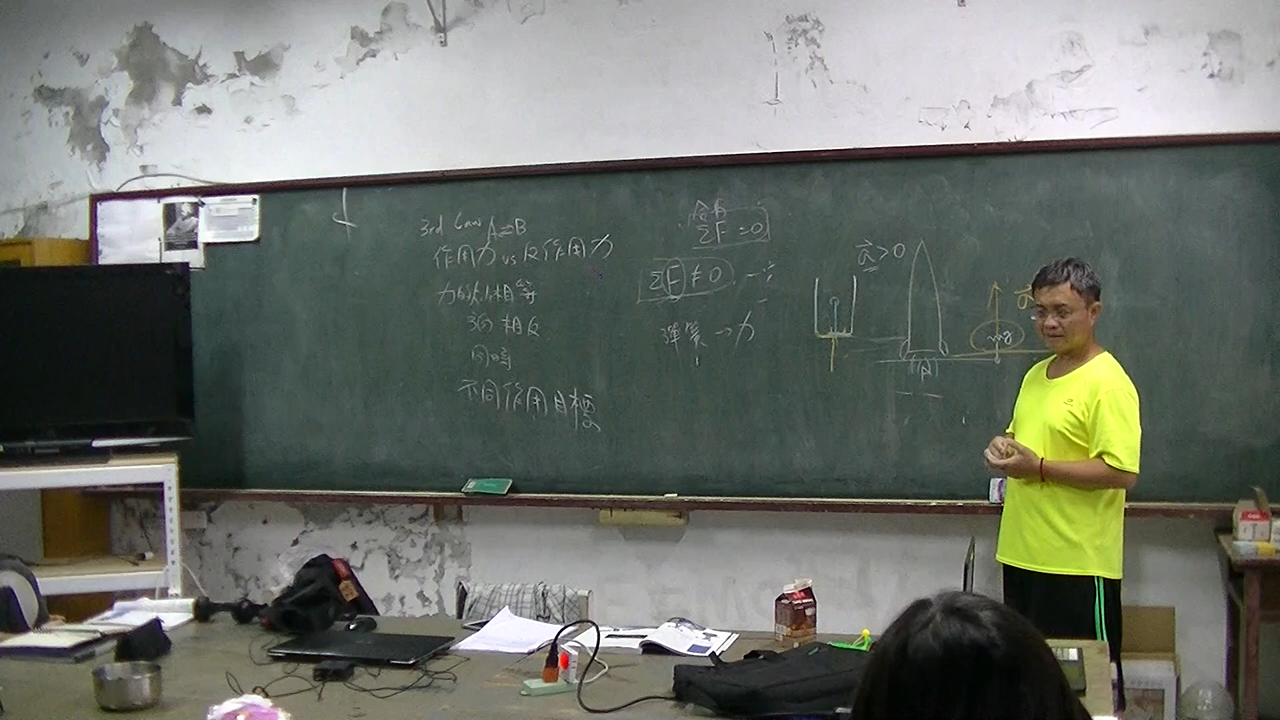 3rd Law A⇌B
作用力 vs 反作用力
力的大小相等
方向相反
同時
不同作用目標
合力
ΣF = 0
ΣF ≠ 0
彈簧 → 力
a⃗ > 0
a⃗
mg